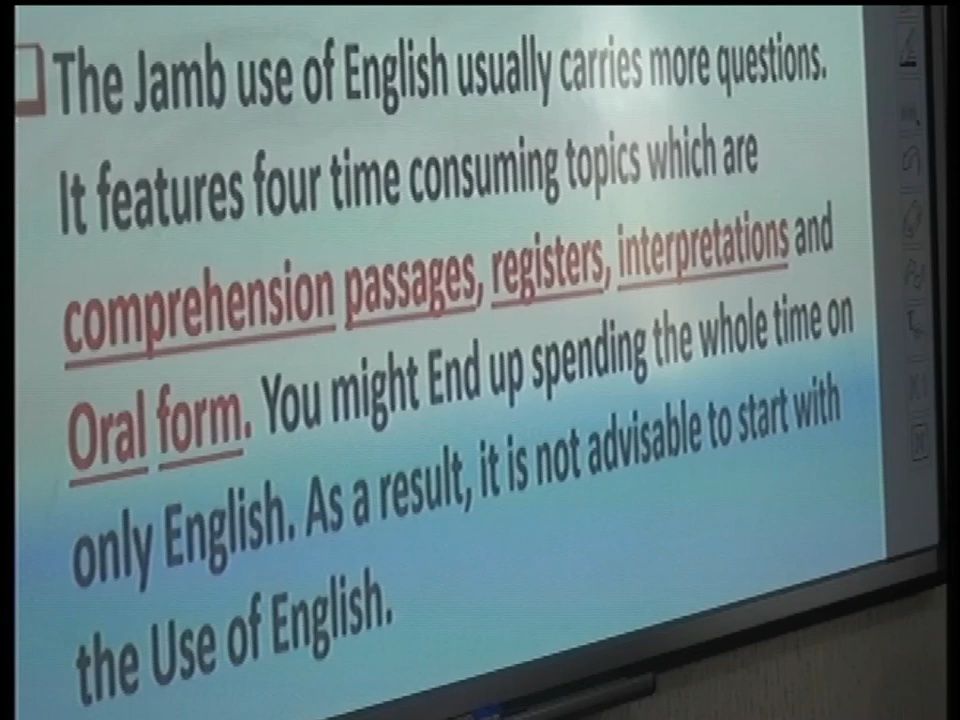 The Jamb use of English usually carries more questions.
It features four time consuming topics which are
comprehension passages, registers, interpretations and
Oral form. You might End up spending the whole time on
only English. As a result, it is not advisable to start with
the Use of English.